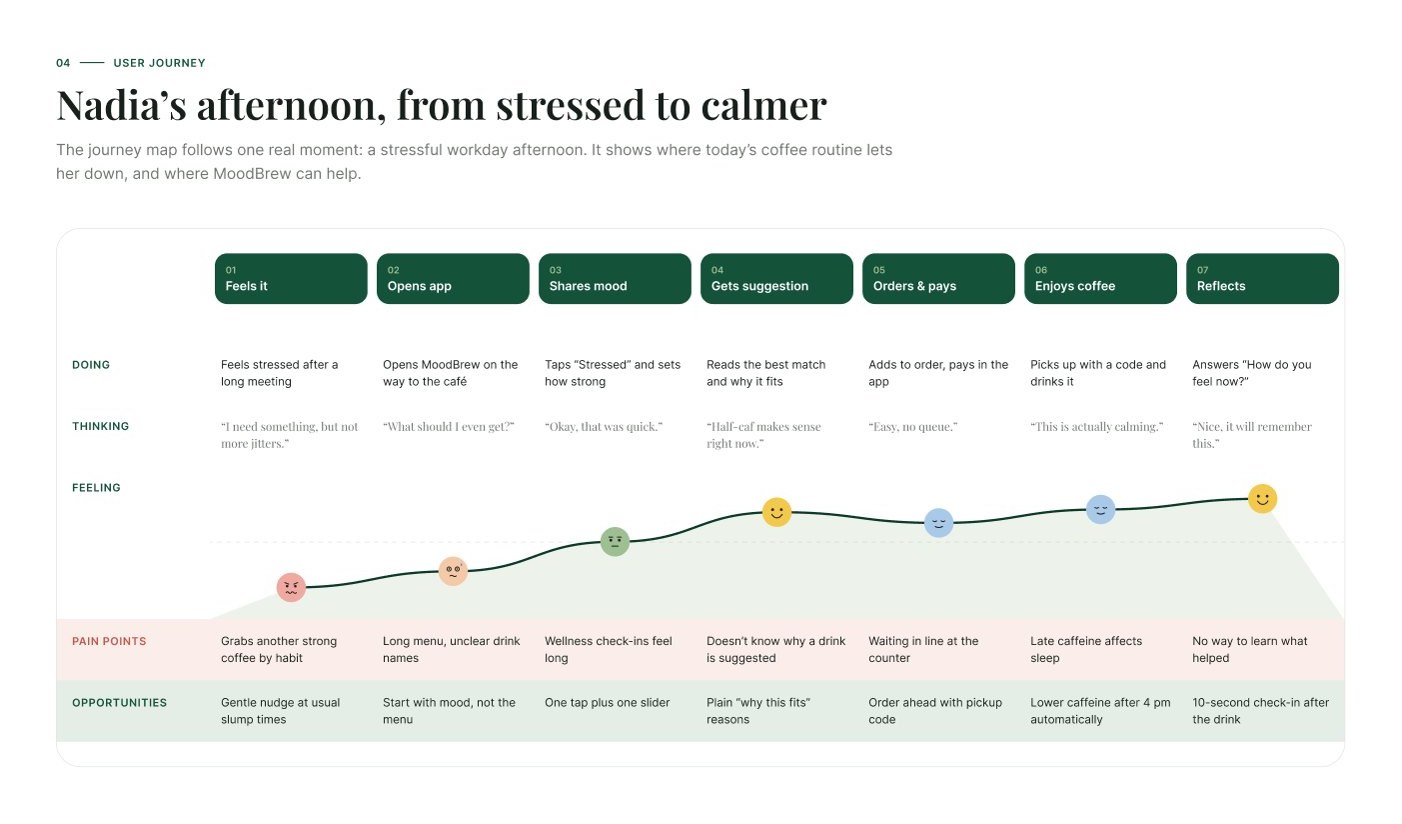 04 — USER JOURNEY
Nadia’s afternoon, from stressed to calmer
The journey map follows one real moment: a stressful workday afternoon. It shows where today’s coffee routine lets
her down, and where MoodBrew can help.
01
Feels it
02
Opens app
03
Shares mood
04
Gets suggestion
05
Orders & pays
06
Enjoys coffee
07
Reflects
DOING
Feels stressed after a
long meeting
Opens MoodBrew on the
way to the café
Taps “Stressed” and sets
how strong
Reads the best match
and why it fits
Adds to order, pays in the
app
Picks up with a code and
drinks it
Answers “How do you
feel now?”
THINKING
“I need something, but not
more jitters.”
“What should I even get?”
“Okay, that was quick.”
“Half-caf makes sense
right now.”
“Easy, no queue.”
“This is actually calming.”
“Nice, it will remember
this.”
FEELING
PAIN POINTS
Grabs another strong
coffee by habit
Long menu, unclear drink
names
Wellness check-ins feel
long
Doesn’t know why a drink
is suggested
Waiting in line at the
counter
Late caffeine affects
sleep
No way to learn what
helped
OPPORTUNITIES
Gentle nudge at usual
slump times
Start with mood, not the
menu
One tap plus one slider
Plain “why this fits”
reasons
Order ahead with pickup
code
Lower caffeine after 4 pm
automatically
10-second check-in after
the drink